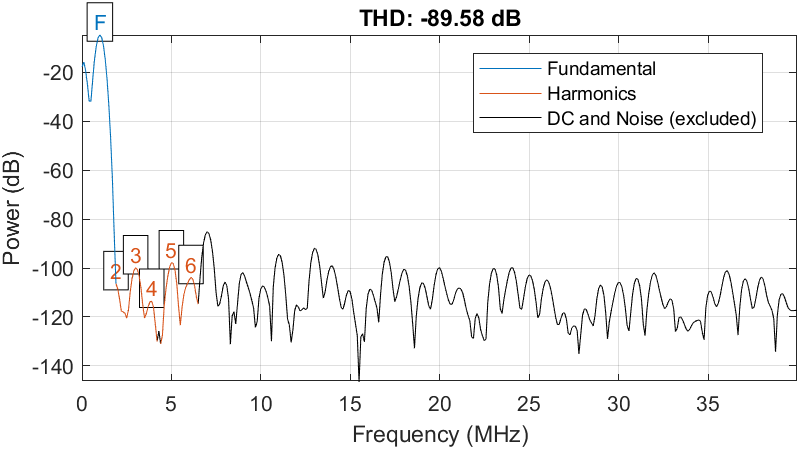 THD: -89.58 dB
F
Fundamental
Harmonics
DC and Noise (excluded)
Power (dB)
-20
-40
-60
-80
-100
-120
-140
2
3
4
5
6
0
5
10
15
20
25
30
35
Frequency (MHz)